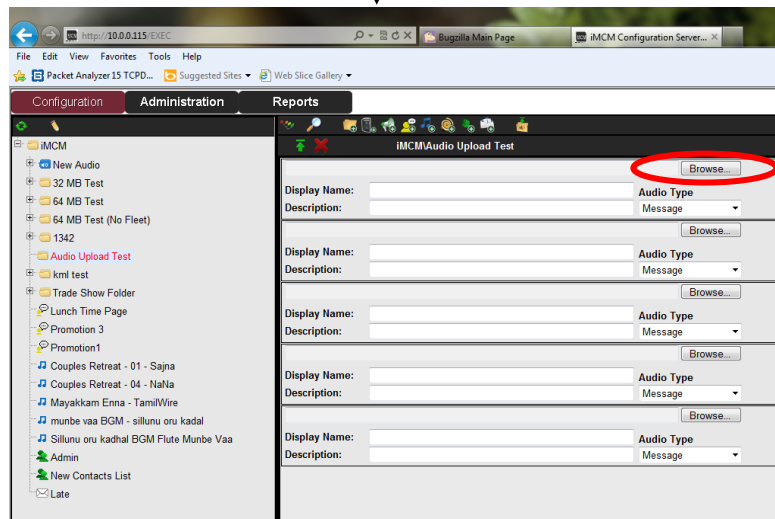 http://10.0.0.115/EXEC
Bugzilla Main Page
iMCM Configuration Server...
File Edit View Favorites Tools Help
Packet Analyzer 15 TCPD... Suggested Sites Web Slice Gallery
Configuration Administration Reports
iMCM\Audio Upload Test
iMCM
New Audio
32 MB Test
64 MB Test
64 MB Test (No Fleet)
1342
Audio Upload Test
kml test
Trade Show Folder
Lunch Time Page
Promotion 3
Promotion1
Couples Retreat - 01 - Sajna
Couples Retreat - 04 - NaNa
Mayakkam Enna - TamilWire
munbe vaa BGM - sillunu oru kadal
Sillunu oru kadhal BGM Flute Munbe Vaa
Admin
New Contacts List
Late
Browse...
Display Name: Audio Type
Description: Message
Browse...
Display Name: Audio Type
Description: Message
Browse...
Display Name: Audio Type
Description: Message
Browse...
Display Name: Audio Type
Description: Message
Browse...
Display Name: Audio Type
Description: Message